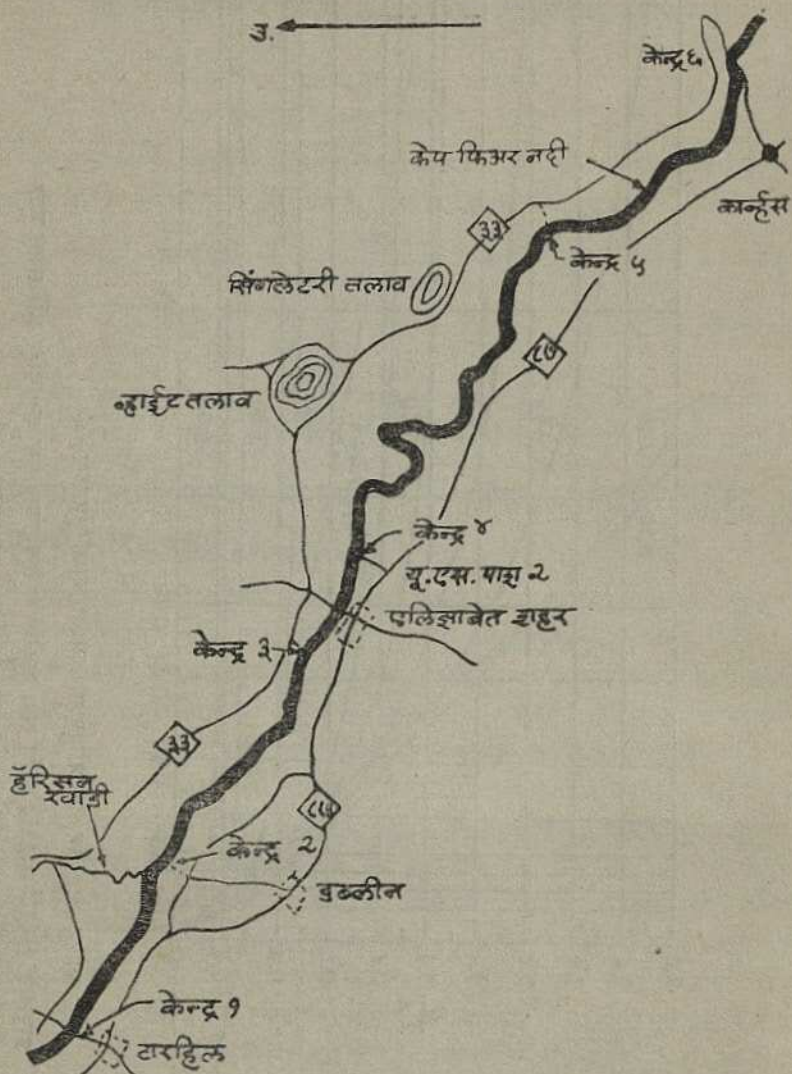 उ.
केन्द्र ६
केप फिअर नदी
कार्न्हस
३३
केन्द्र ५
सिंगलेटरी तलाव
८७
व्हाईट तलाव
केन्द्र ४
यू.एस. पाश २
एलिझाबेत शहर
केन्द्र ३
३३
हॅरिसन
खाडी
८७
केन्द्र २
डुब्लीन
केन्द्र १
टारहिल